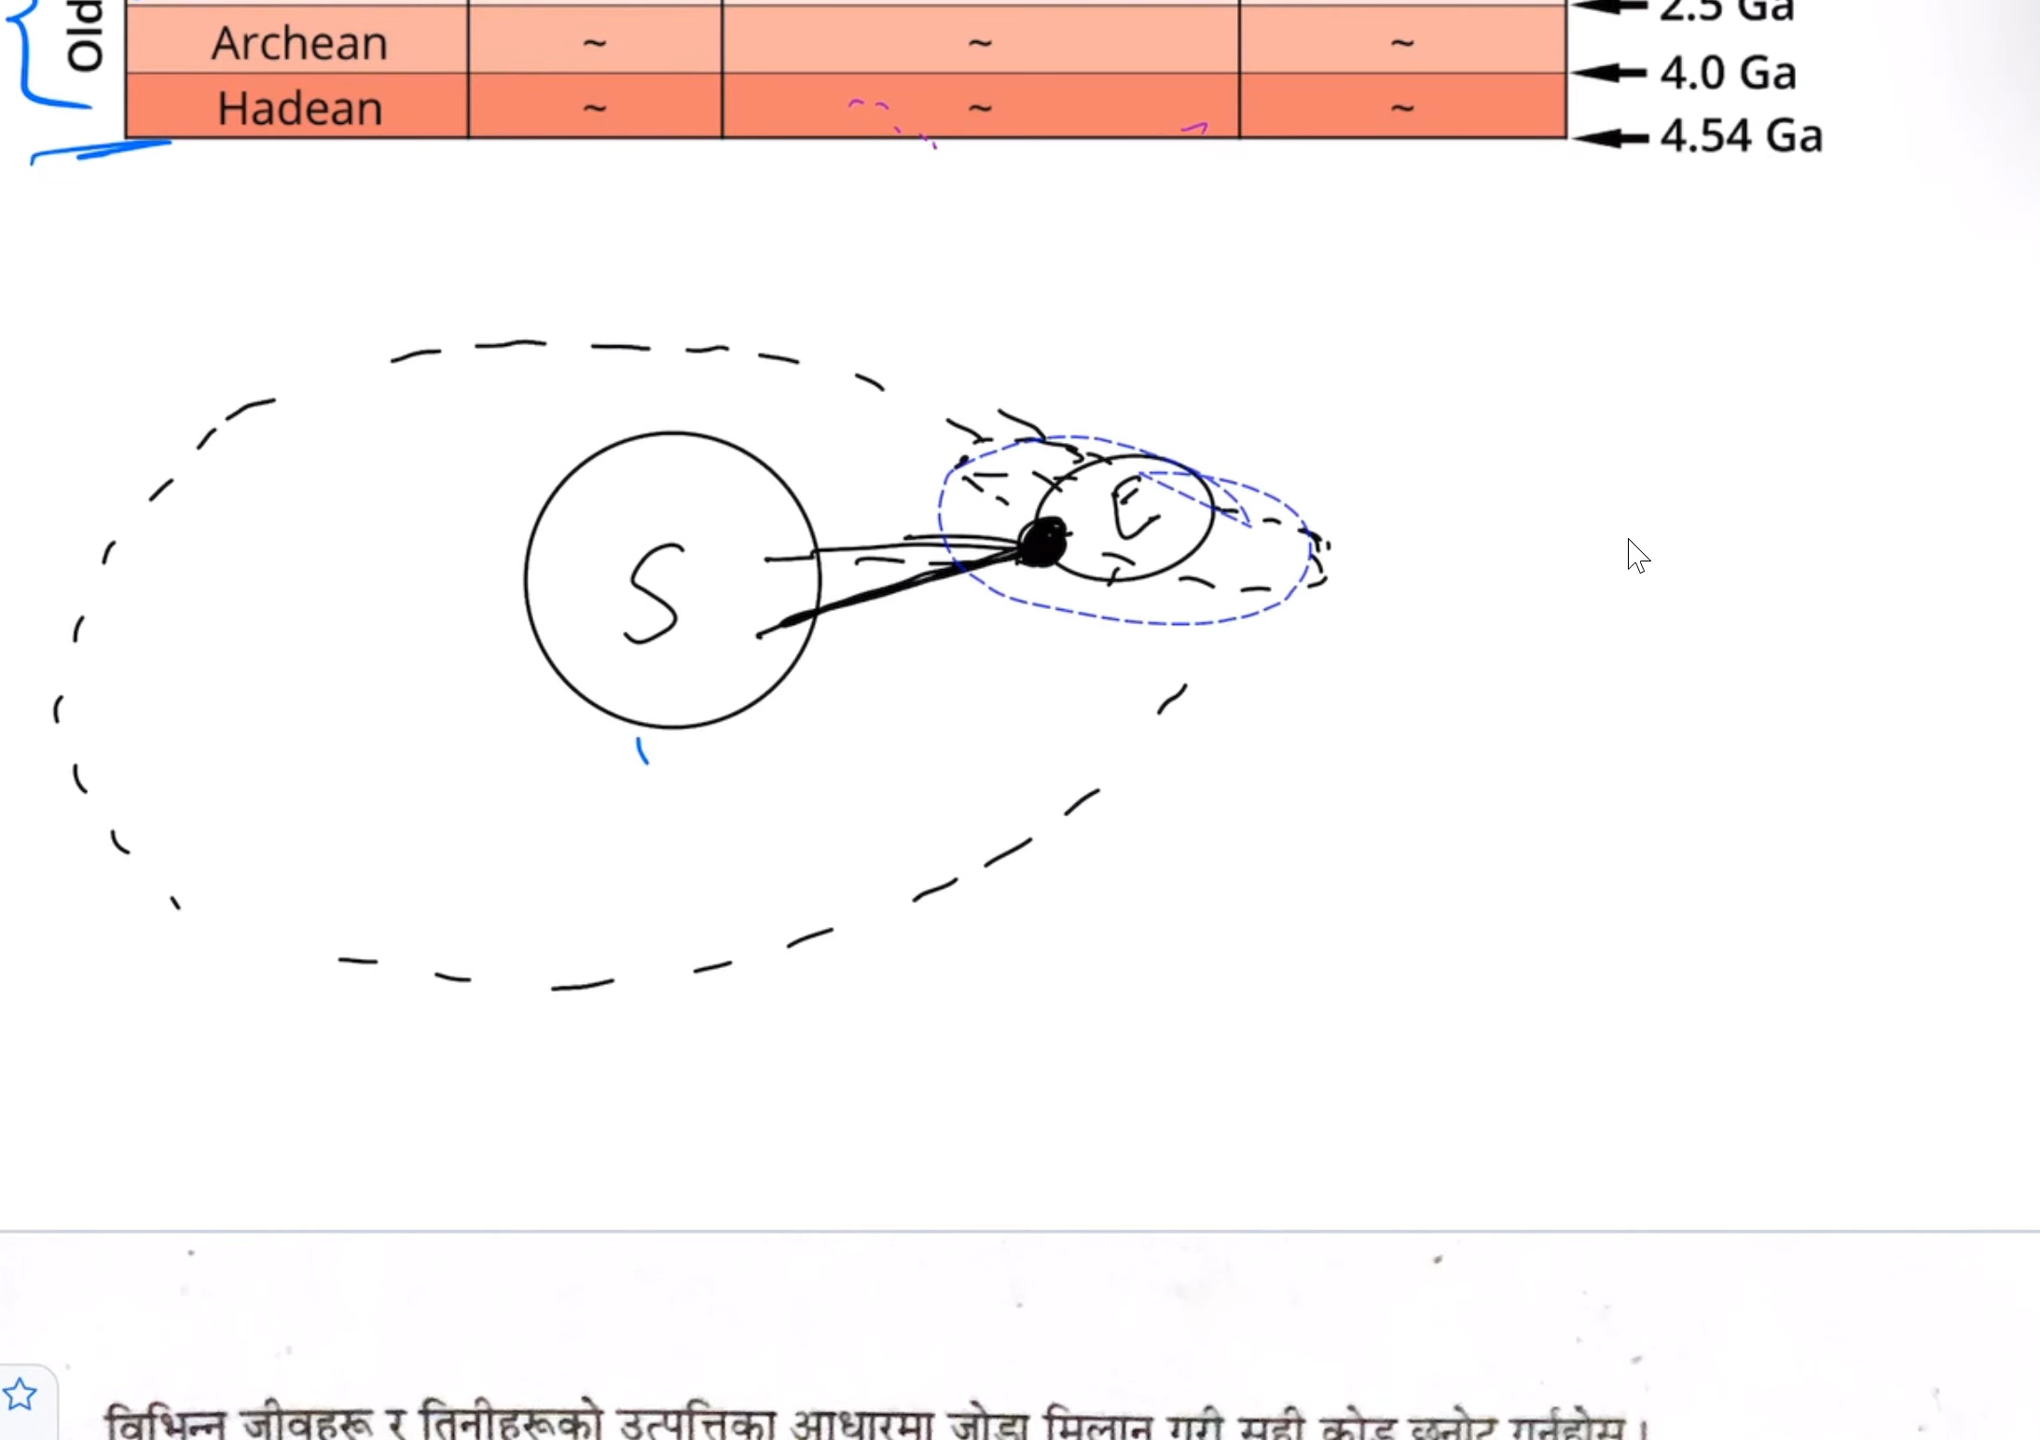 Old
2.5 Ga
Archean ~ ~ ~
4.0 Ga
Hadean ~ ~ ~
4.54 Ga
S
E
विभिन्न जीवहरू र तिनीहरूको उत्पत्तिका आधारमा जोडा मिलान गरी सही कोड छनोट गर्नुहोस् ।